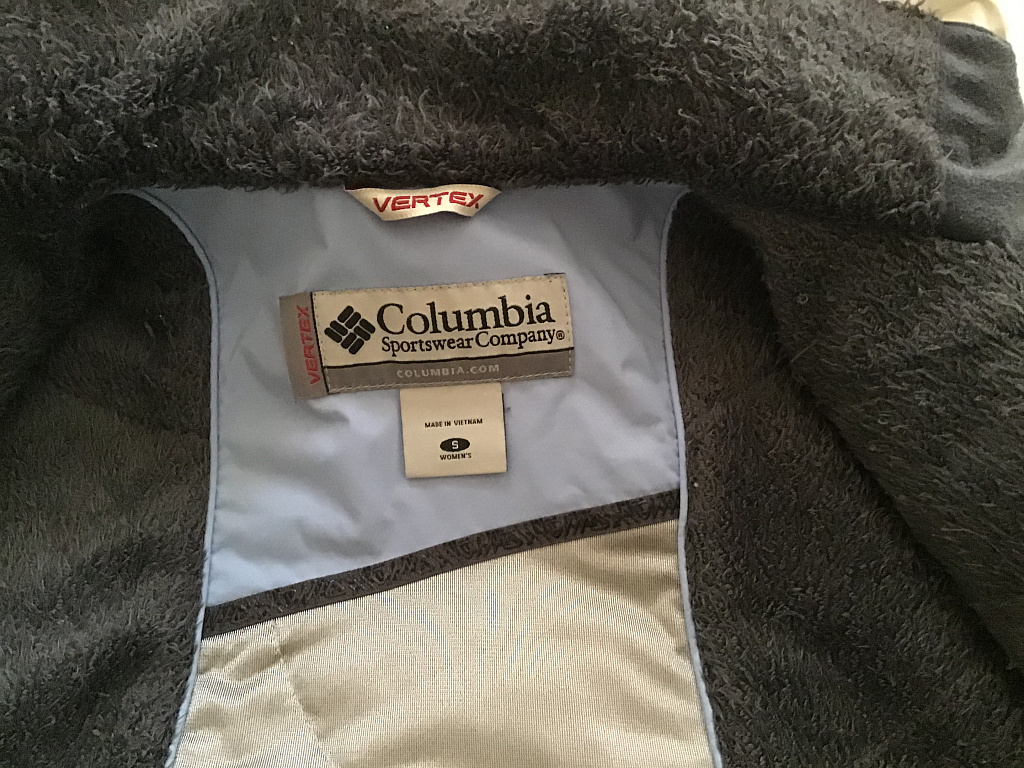 VERTEX
VERTEX
Columbia
Sportswear Company®
COLUMBIA.COM
MADE IN VIETNAM
S
WOMEN'S